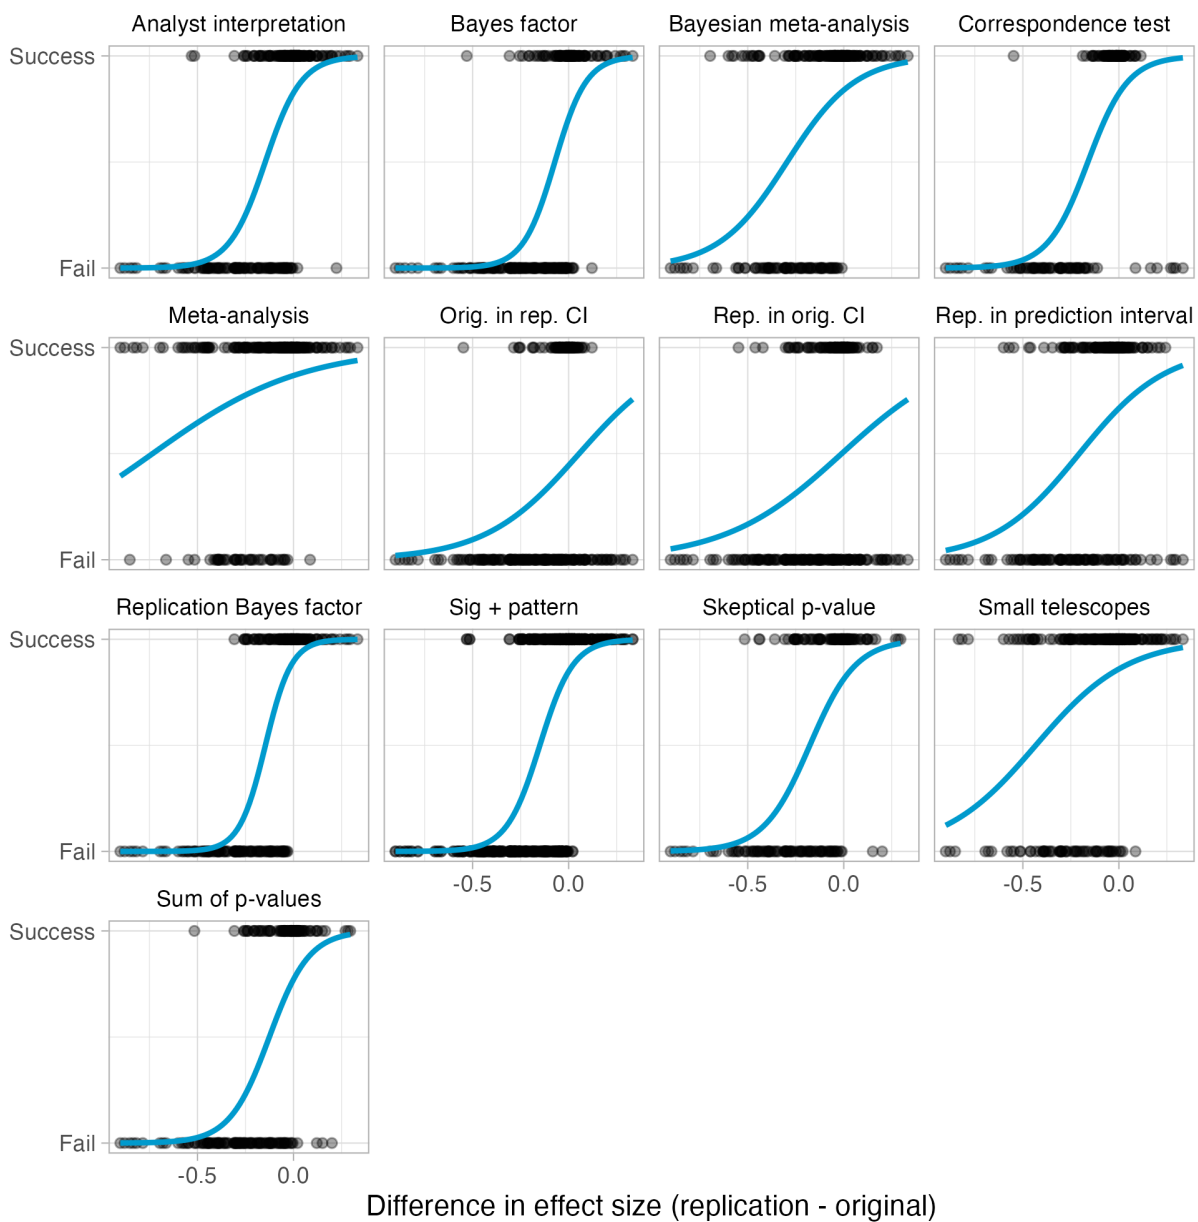 Analyst interpretation
Bayes factor
Bayesian meta-analysis
Correspondence test
Success
Fail
Meta-analysis
Orig. in rep. CI
Rep. in orig. CI
Rep. in prediction interval
Success
Fail
Replication Bayes factor
Sig + pattern
Skeptical p-value
Small telescopes
Success
Fail
-0.5 0.0
-0.5 0.0
-0.5 0.0
Sum of p-values
Success
Fail
-0.5 0.0
Difference in effect size (replication - original)